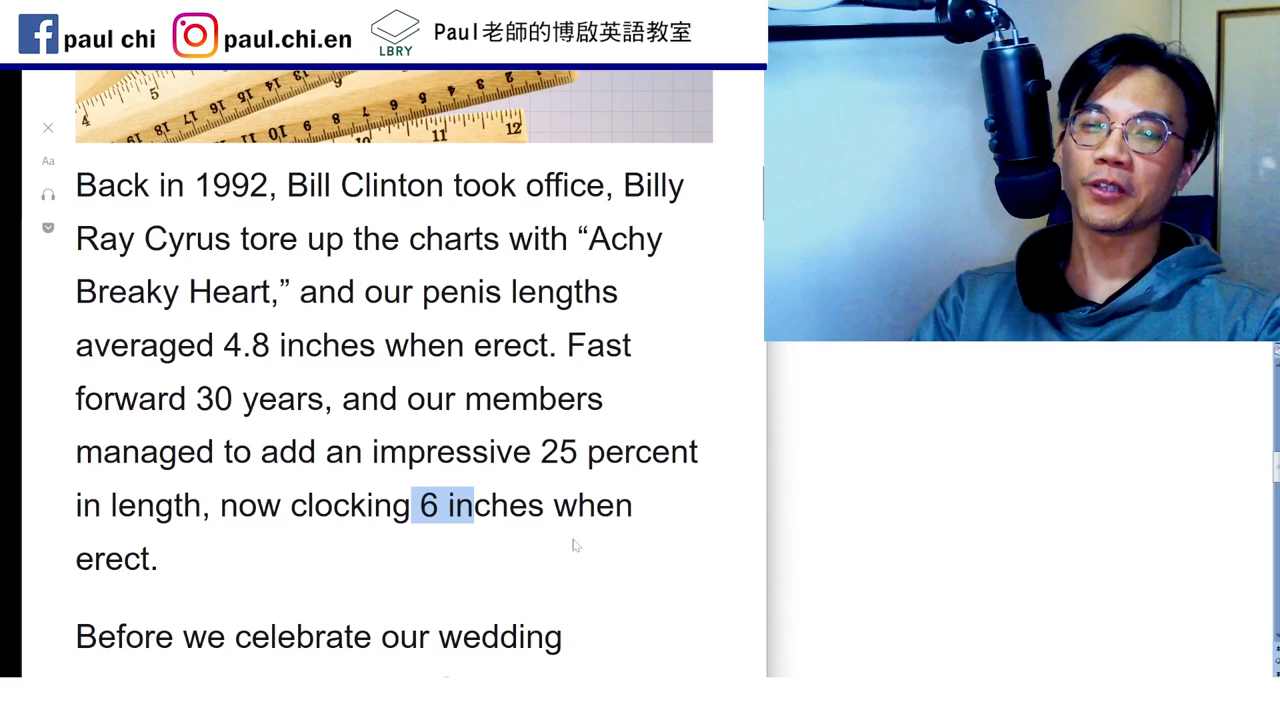 paul chi
paul.chi.en
LBRY
Paul老師的博啟英語教室
Aa
Back in 1992, Bill Clinton took office, Billy
Ray Cyrus tore up the charts with “Achy
Breaky Heart,” and our penis lengths
averaged 4.8 inches when erect. Fast
forward 30 years, and our members
managed to add an impressive 25 percent
in length, now clocking 6 inches when
erect.
Before we celebrate our wedding